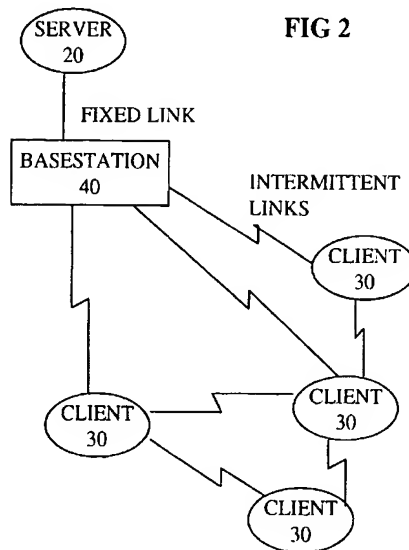 FIG 2
SERVER
20
FIXED LINK
BASESTATION
40
INTERMITTENT
LINKS
CLIENT
30
CLIENT
30
CLIENT
30
CLIENT
30